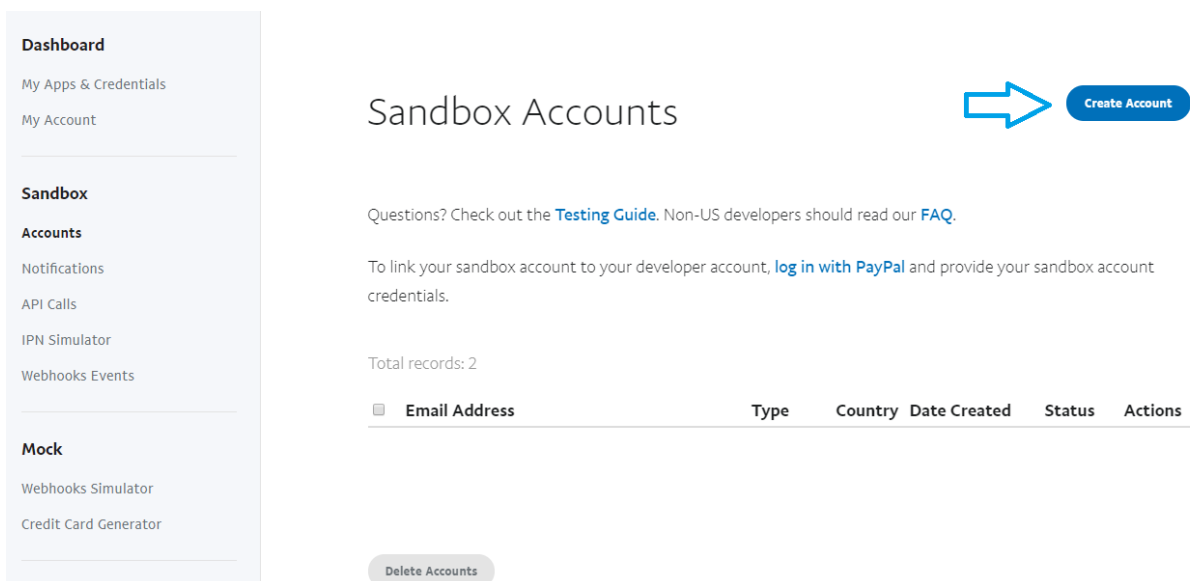 Dashboard
My Apps & Credentials
My Account
Sandbox
Accounts
Notifications
API Calls
IPN Simulator
Webhooks Events
Mock
Webhooks Simulator
Credit Card Generator
Sandbox Accounts
Create Account
Questions? Check out the Testing Guide. Non-US developers should read our FAQ.
To link your sandbox account to your developer account, log in with PayPal and provide your sandbox account
credentials.
Total records: 2
Email Address Type Country Date Created Status Actions
Delete Accounts